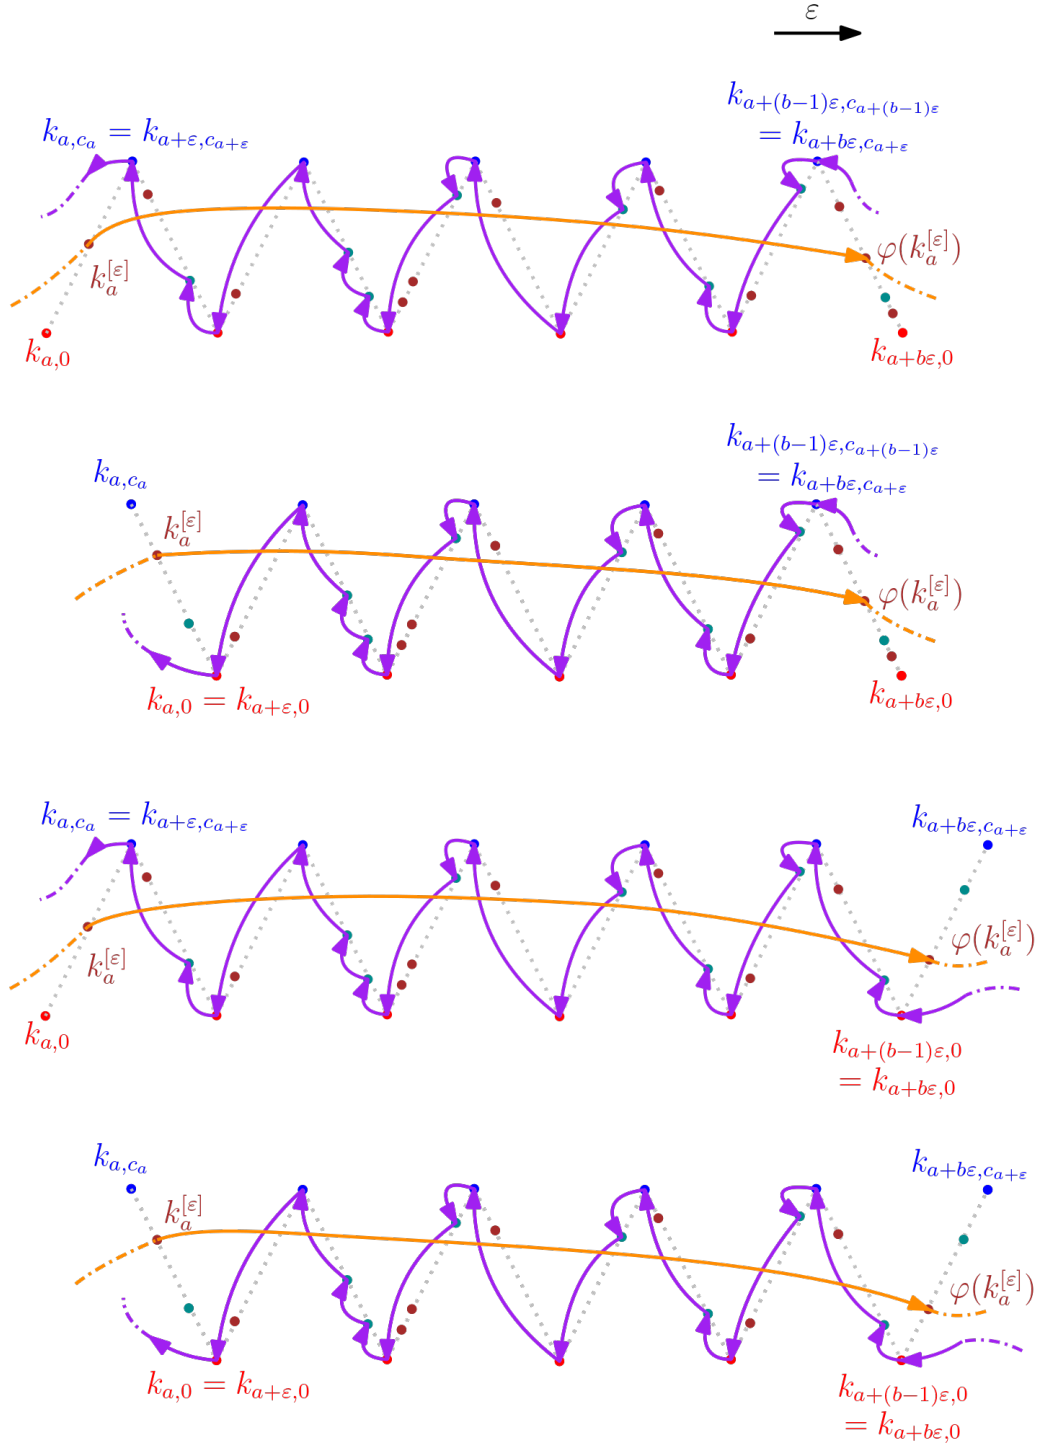 ε
k_{a+(b−1)ε,c_{a+(b−1)ε}}
k_{a,c_a} = k_{a+ε,c_{a+ε}}
= k_{a+bε,c_{a+ε}}
φ(k_a^{[ε]})
k_a^{[ε]}
k_{a,0}
k_{a+bε,0}
k_{a+(b−1)ε,c_{a+(b−1)ε}}
k_{a,c_a}
= k_{a+bε,c_{a+ε}}
k_a^{[ε]}
φ(k_a^{[ε]})
k_{a,0} = k_{a+ε,0}
k_{a+bε,0}
k_{a,c_a} = k_{a+ε,c_{a+ε}}
k_{a+bε,c_{a+ε}}
φ(k_a^{[ε]})
k_a^{[ε]}
k_{a,0}
k_{a+(b−1)ε,0}
= k_{a+bε,0}
k_{a,c_a}
k_{a+bε,c_{a+ε}}
k_a^{[ε]}
φ(k_a^{[ε]})
k_{a,0} = k_{a+ε,0}
k_{a+(b−1)ε,0}
= k_{a+bε,0}